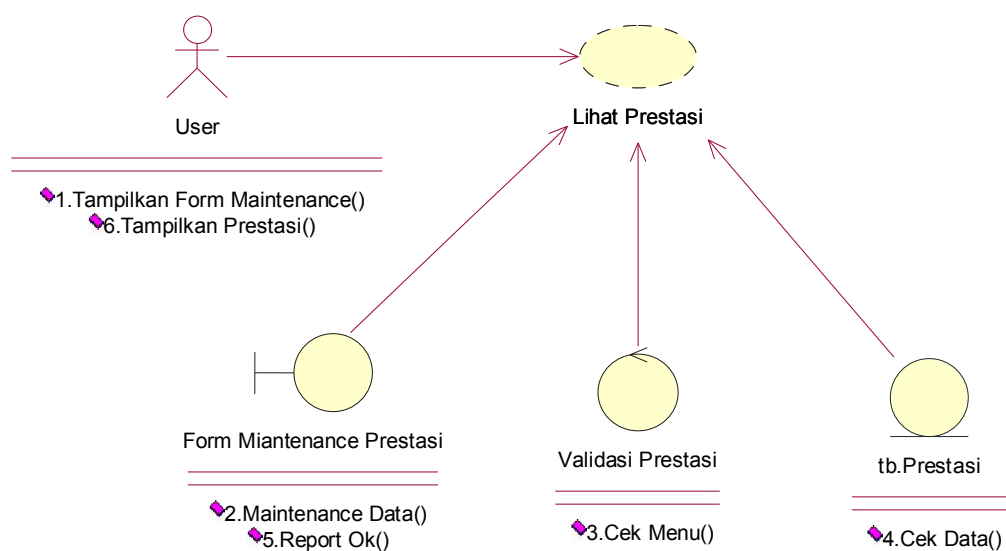 Lihat Prestasi
User
1.Tampilkan Form Maintenance()
6.Tampilkan Prestasi()
Form Miantenance Prestasi
2.Maintenance Data()
5.Report Ok()
Validasi Prestasi
3.Cek Menu()
tb.Prestasi
4.Cek Data()